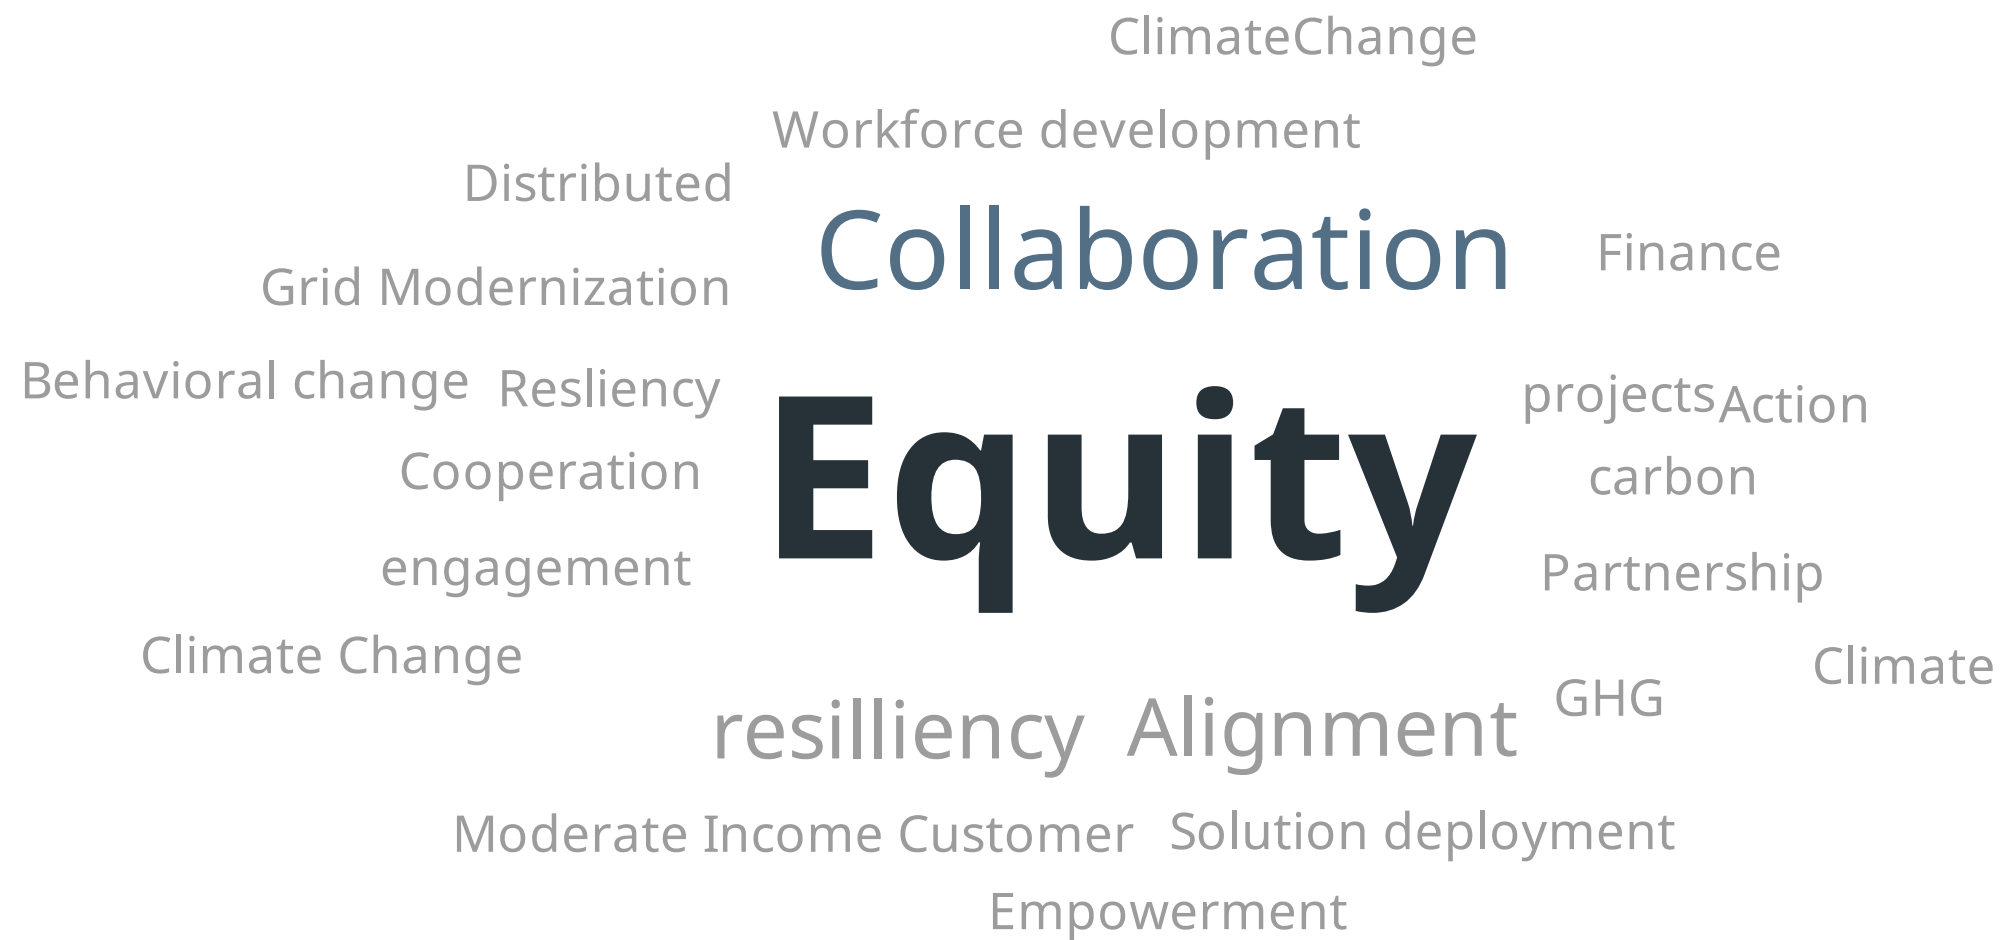 ClimateChange
Workforce development
Distributed
Collaboration
Finance
Grid Modernization
Behavioral change
Resliency
Equity
projects
Action
Cooperation
carbon
engagement
Partnership
Climate Change
Climate
GHG
resilliency
Alignment
Moderate Income Customer
Solution deployment
Empowerment